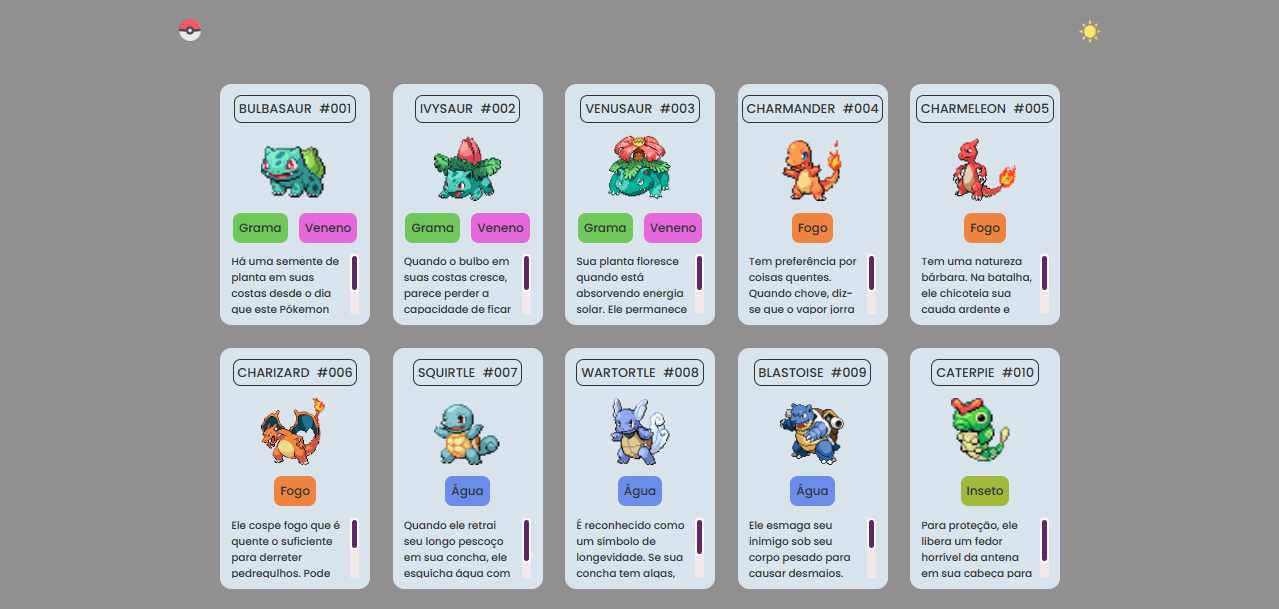 BULBASAUR #001
Grama Veneno
Há uma semente de
planta em suas
costas desde o dia
que este Pókemon
IVYSAUR #002
Grama Veneno
Quando o bulbo em
suas costas cresce,
parece perder a
capacidade de ficar
VENUSAUR #003
Grama Veneno
Sua planta floresce
quando está
absorvendo energia
solar. Ele permanece
CHARMANDER #004
Fogo
Tem preferência por
coisas quentes.
Quando chove, diz-
se que o vapor jorra
CHARMELEON #005
Fogo
Tem uma natureza
bárbara. Na batalha,
ele chicoteia sua
cauda ardente e
CHARIZARD #006
Fogo
Ele cospe fogo que é
quente o suficiente
para derreter
pedregulhos. Pode
SQUIRTLE #007
Água
Quando ele retrai
seu longo pescoço
em sua concha, ele
esguicha água com
WARTORTLE #008
Água
É reconhecido como
um símbolo de
longevidade. Se sua
concha tem algas,
BLASTOISE #009
Água
Ele esmaga seu
inimigo sob seu
corpo pesado para
causar desmaios.
CATERPIE #010
Inseto
Para proteção, ele
libera um fedor
horrível da antena
em sua cabeça para